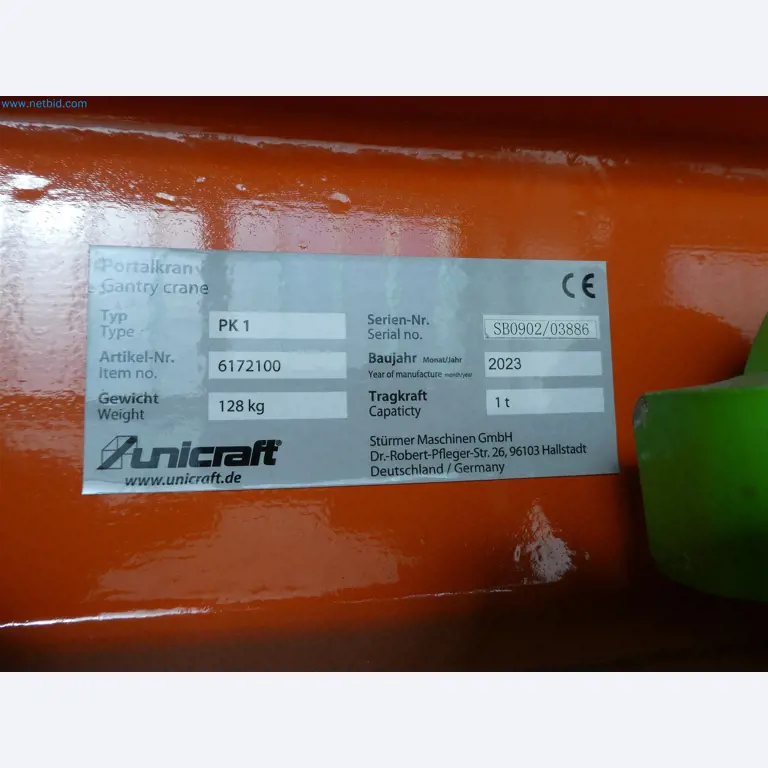 www.netbid.com
Portalkran
Gantry crane
CE
Typ
Type
PK 1
Serien-Nr.
Serial no.
SB0902/03886
Artikel-Nr.
Item no.
6172100
Baujahr Monat/Jahr
Year of manufacture month/year
2023
Gewicht
Weight
128 kg
Tragkraft
Capaticty
1 t
unicraft
www.unicraft.de
Stürmer Maschinen GmbH
Dr.-Robert-Pfleger-Str. 26, 96103 Hallstadt
Deutschland / Germany